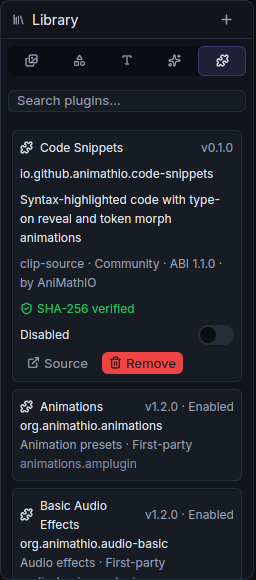 Library
Search plugins...
Code Snippets v0.1.0
io.github.animathio.code-snippets
Syntax-highlighted code with type-
on reveal and token morph
animations
clip-source · Community · ABI 1.1.0 ·
by AniMathIO
SHA-256 verified
Disabled
Source Remove
Animations v1.2.0 · Enabled
org.animathio.animations
Animation presets · First-party
animations.amplugin
Basic Audio
Effects v1.2.0 · Enabled
org.animathio.audio-basic
Audio effects · First-party